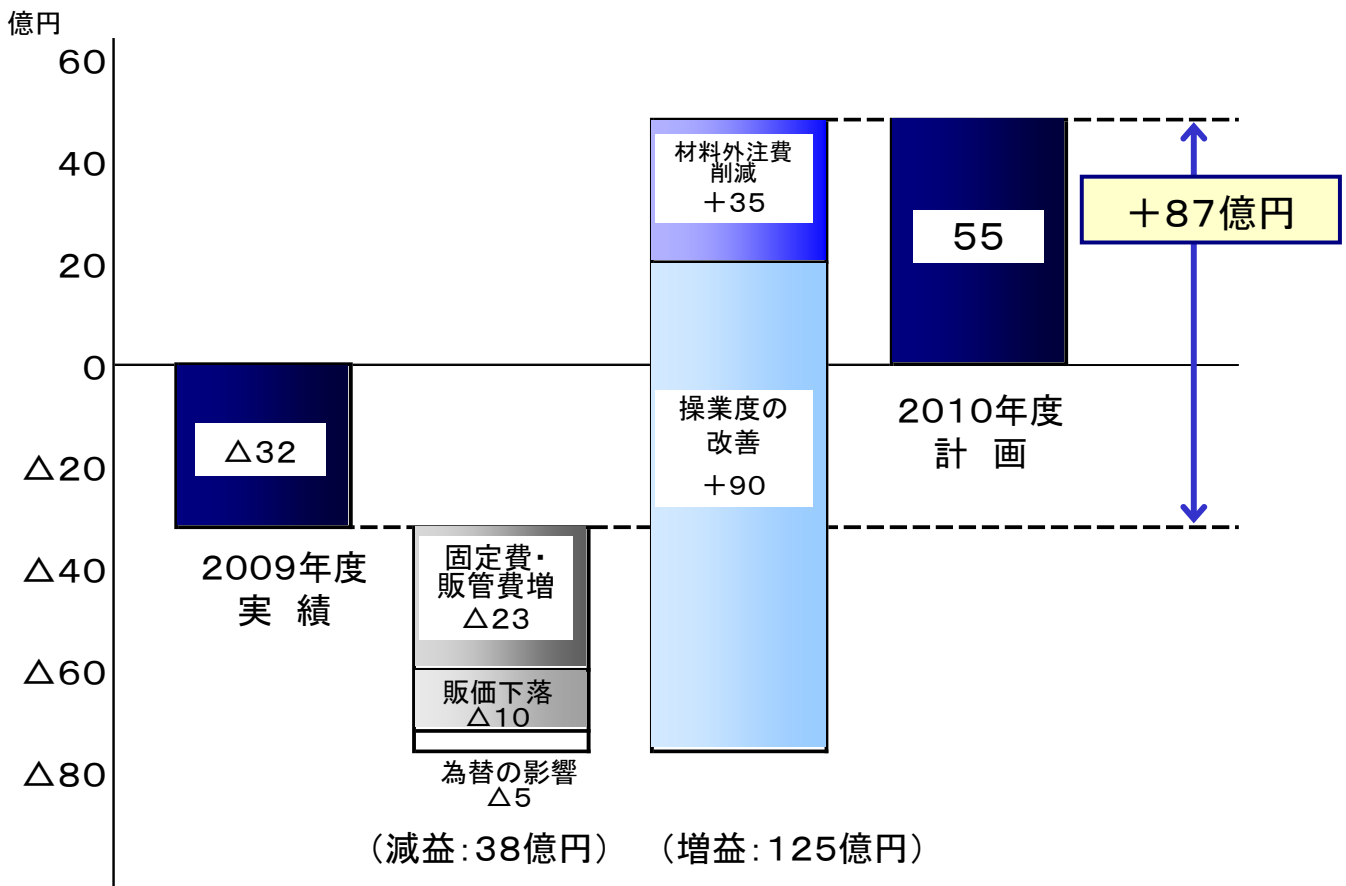 億円
60
40
20
0
△20
△40
△60
△80
△32
2009年度
実 績
固定費・
販管費増
△23
販価下落
△10
為替の影響
△5
（減益：38億円）
材料外注費
削減
＋35
操業度の
改善
＋90
（増益：125億円）
55
2010年度
計 画
＋87億円